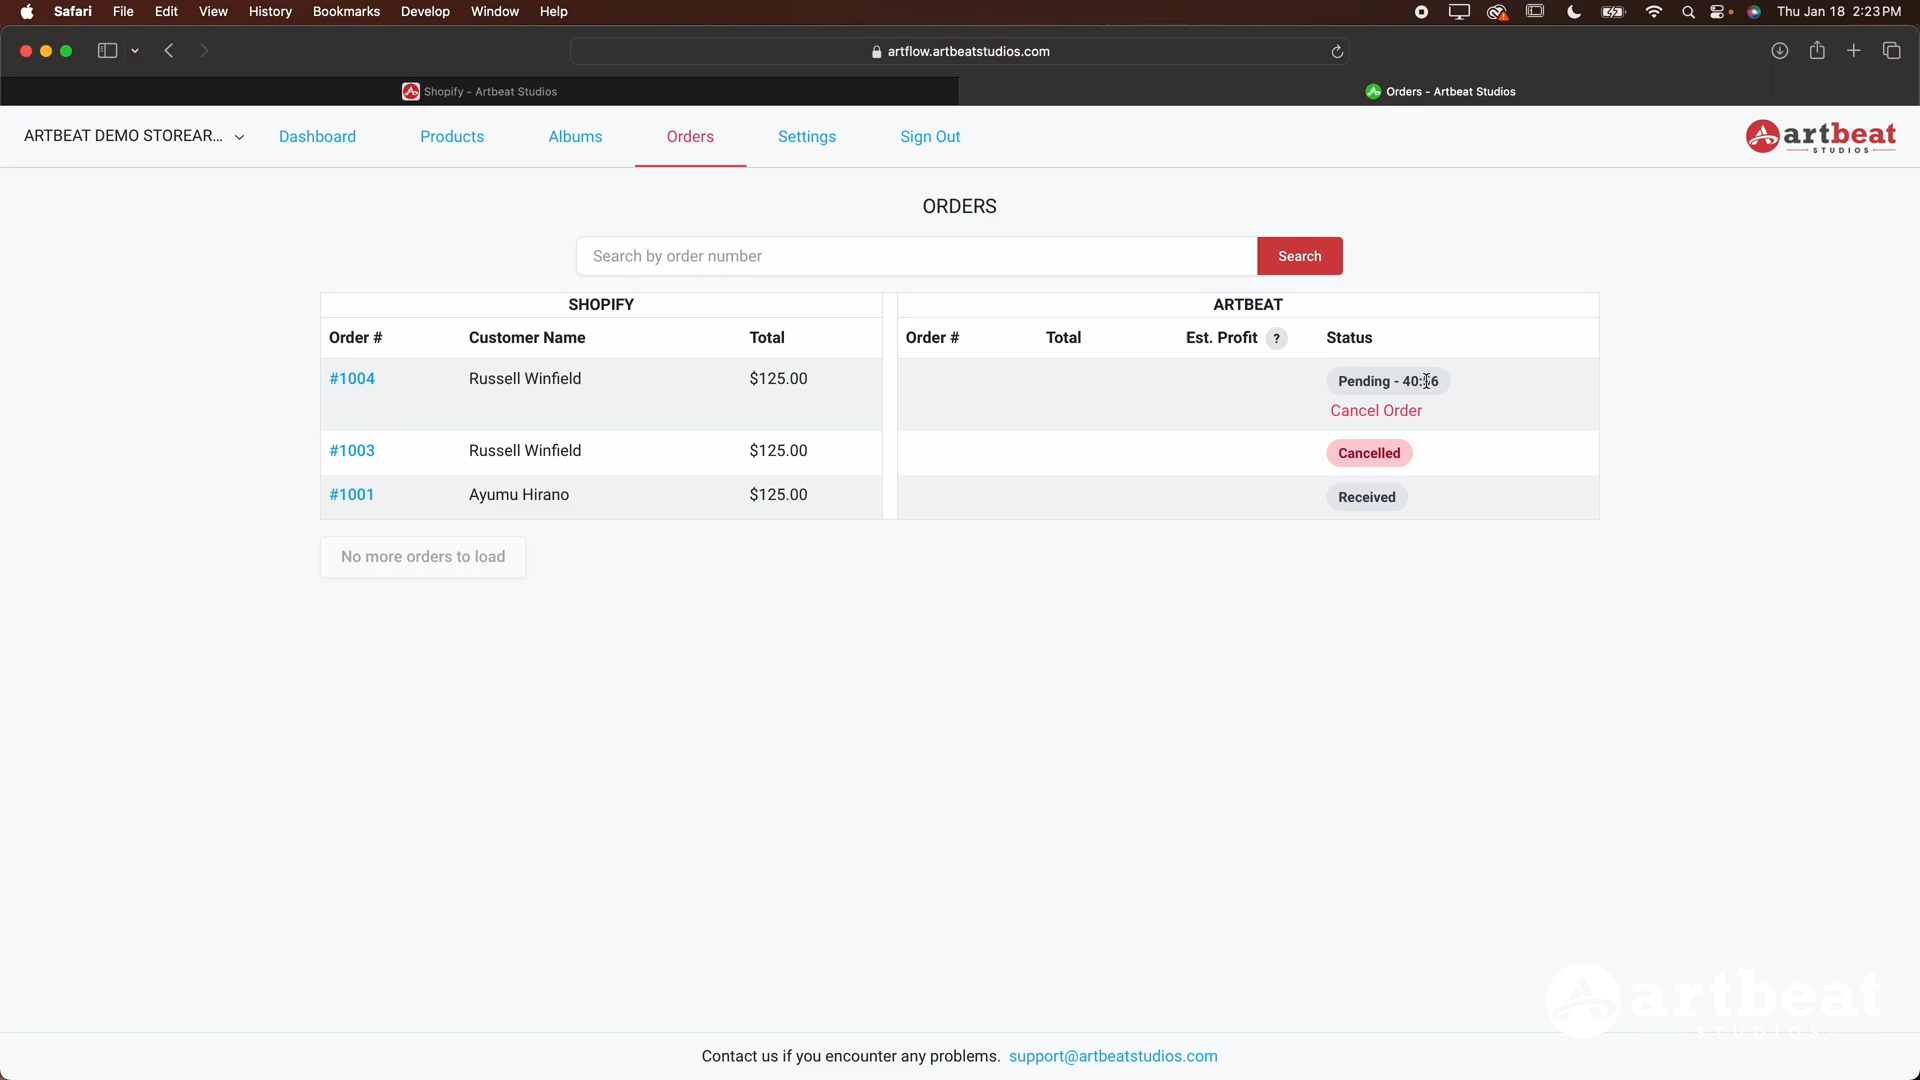 Safari File Edit View History Bookmarks Develop Window Help Thu Jan 18 2:23 PM
artflow.artbeatstudios.com
Shopify - Artbeat Studios Orders - Artbeat Studios
ARTBEAT DEMO STOREAR... Dashboard Products Albums Orders Settings Sign Out artbeat
STUDIOS
ORDERS
Search by order number Search
SHOPIFY ARTBEAT
Order # Customer Name Total Order # Total Est. Profit ? Status
#1004 Russell Winfield $125.00 Pending -
Cancel Order
#1003 Russell Winfield $125.00 Cancelled
#1001 Ayumu Hirano $125.00 Received
No more orders to load
artbeat
STUDIOS
Contact us if you encounter any problems. support@artbeatstudios.com